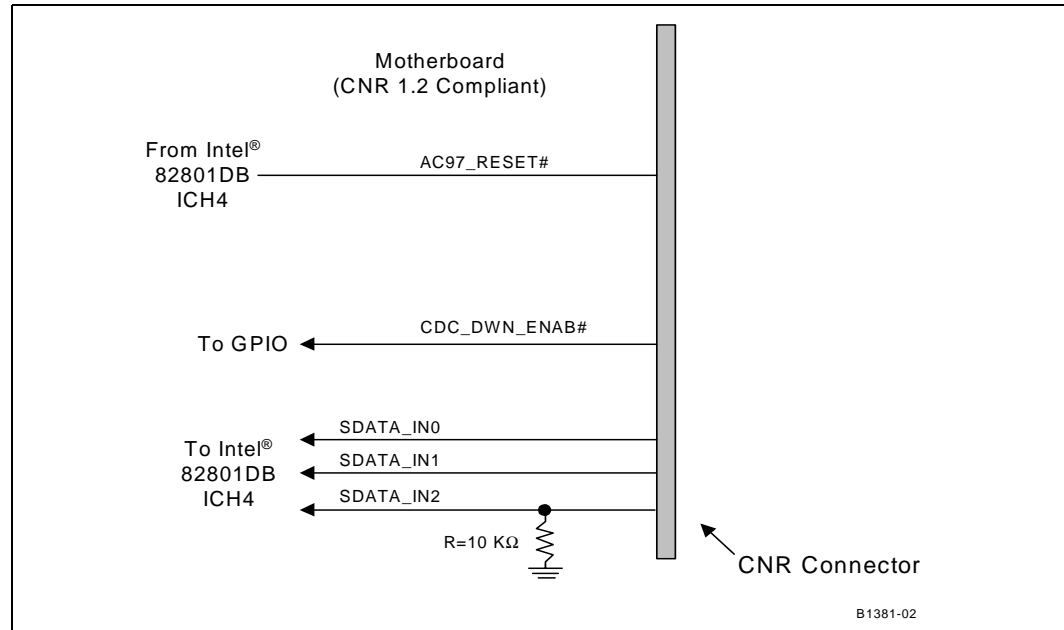 Motherboard
(CNR 1.2 Compliant)
From Intel®
82801DB
ICH4
AC97_RESET#
CDC_DWN_ENAB#
To GPIO
To Intel®
82801DB
ICH4
SDATA_IN0
SDATA_IN1
SDATA_IN2
R=10 KΩ
CNR Connector
B1381-02